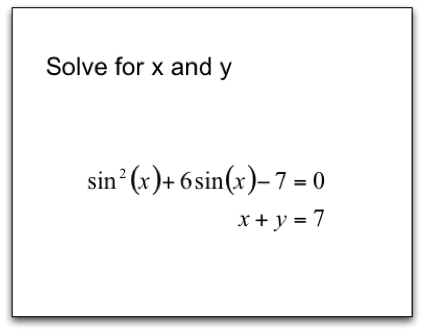 Solve for x and y
sin²(x)+6sin(x)−7=0
x+y=7